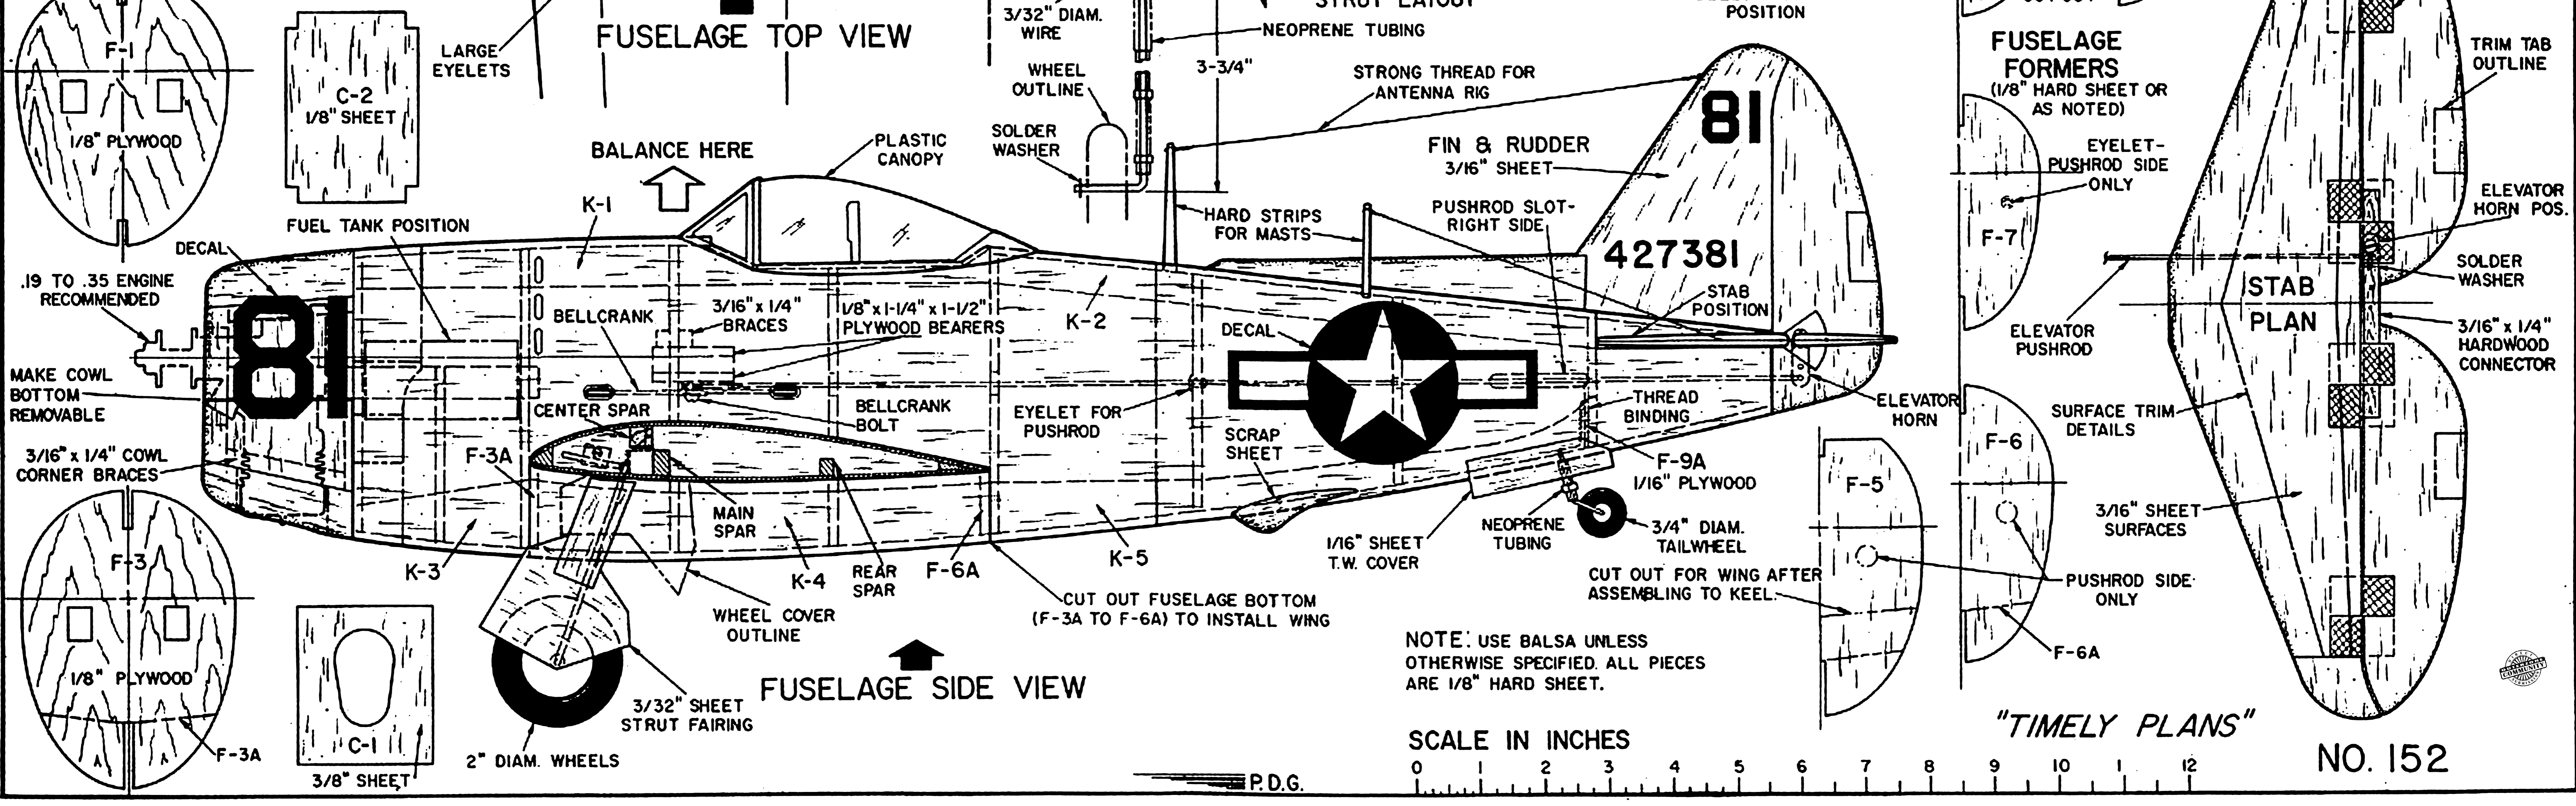 F-1
1/8" PLYWOOD
C-2
1/8" SHEET
LARGE
EYELETS
FUSELAGE TOP VIEW
3/32" DIAM.
WIRE
NEOPRENE TUBING
3-3/4"
WHEEL
OUTLINE
SOLDER
WASHER
POSITION
STRONG THREAD FOR
ANTENNA RIG
81
FIN & RUDDER
3/16" SHEET
FUSELAGE
FORMERS
(1/8" HARD SHEET OR
AS NOTED)
EYELET-
PUSHROD SIDE
ONLY
F-7
TRIM TAB
OUTLINE
ELEVATOR
HORN POS.
SOLDER
WASHER
STAB
PLAN
ELEVATOR
PUSHROD
3/16" x 1/4"
HARDWOOD
CONNECTOR
BALANCE HERE
PLASTIC
CANOPY
K-1
FUEL TANK POSITION
DECAL
.19 TO .35 ENGINE
RECOMMENDED
81
MAKE COWL
BOTTOM
REMOVABLE
3/16" x 1/4" COWL
CORNER BRACES
BELLCRANK
3/16" x 1/4"
BRACES
1/8" x 1-1/4" x 1-1/2"
PLYWOOD BEARERS
K-2
HARD STRIPS
FOR MASTS
PUSHROD SLOT-
RIGHT SIDE
427381
STAB
POSITION
DECAL
CENTER SPAR
BELLCRANK
BOLT
EYELET FOR
PUSHROD
SCRAP
SHEET
THREAD
BINDING
ELEVATOR
HORN
F-3A
MAIN
SPAR
REAR
SPAR
K-3
K-4
F-6A
K-5
F-9A
1/16" PLYWOOD
NEOPRENE
TUBING
3/4" DIAM.
TAILWHEEL
1/16" SHEET
T.W. COVER
CUT OUT FOR WING AFTER
ASSEMBLING TO KEEL.
F-5
F-6
SURFACE TRIM
DETAILS
3/16" SHEET
SURFACES
PUSHROD SIDE
ONLY
F-6A
WHEEL COVER
OUTLINE
CUT OUT FUSELAGE BOTTOM
(F-3A TO F-6A) TO INSTALL WING
F-3
1/8" PLYWOOD
F-3A
C-1
3/8" SHEET
2" DIAM. WHEELS
3/32" SHEET
STRUT FAIRING
FUSELAGE SIDE VIEW
NOTE: USE BALSA UNLESS
OTHERWISE SPECIFIED. ALL PIECES
ARE 1/8" HARD SHEET.
SCALE IN INCHES
0 1 2 3 4 5 6 7 8 9 10 1 12
P.D.G.
"TIMELY PLANS"
NO. 152
COMMUNITY